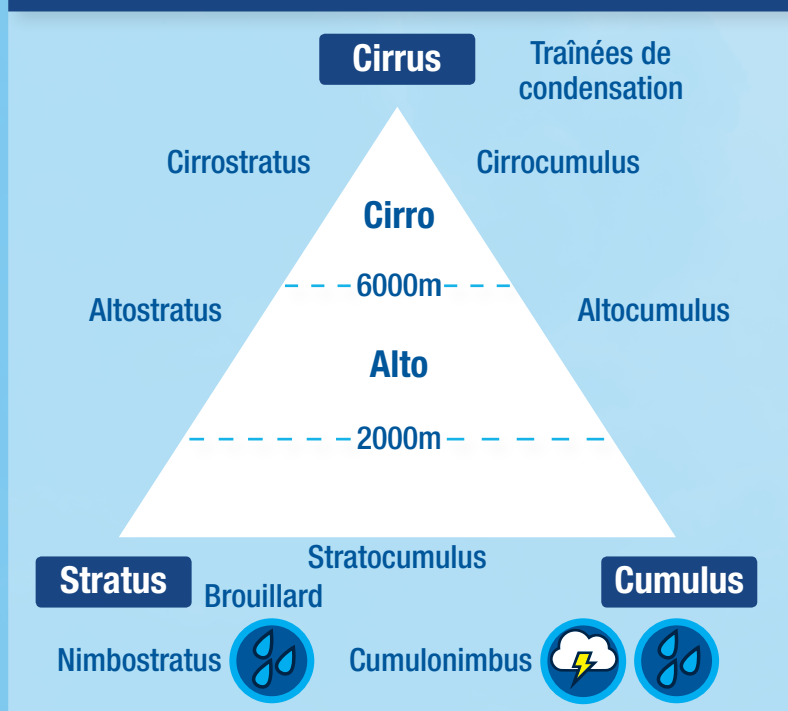 Cirrus
Traînées de
condensation
Cirrostratus
Cirrocumulus
Cirro
6000m
Altostratus
Altocumulus
Alto
2000m
Stratocumulus
Stratus
Brouillard
Cumulus
Nimbostratus
Cumulonimbus